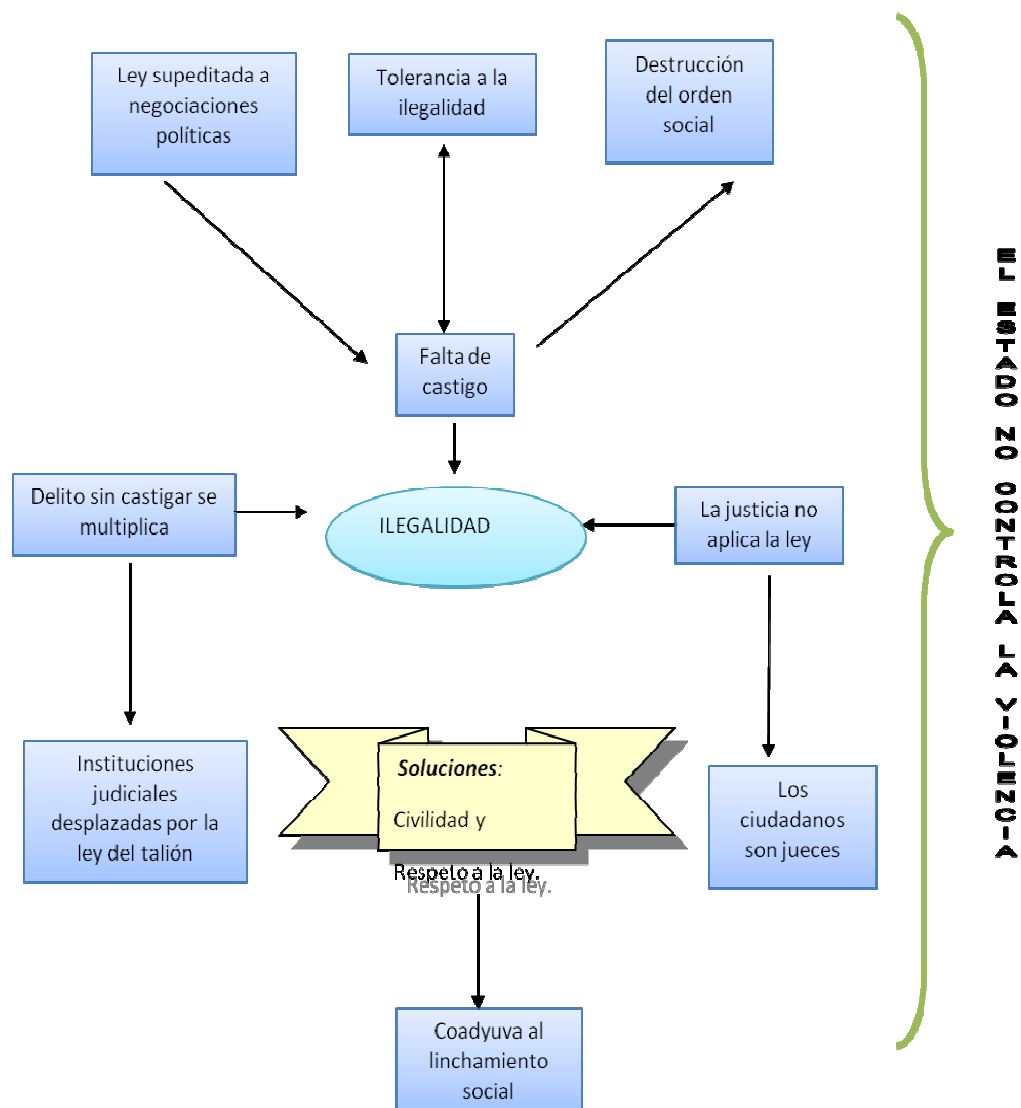 Ley supeditada a
negociaciones
políticas
Tolerancia a la
ilegalidad
Destrucción
del orden
social
Falta de
castigo
Delito sin castigar se
multiplica
ILEGALIDAD
La justicia no
aplica la ley
Instituciones
judiciales
desplazadas por la
ley del talión
Soluciones:
Civilidad y
Respeto a la ley.
Los
ciudadanos
son jueces
Coadyuva al
linchamiento
social
EL ESTADO NO CONTROLA LA VIOLENCIA